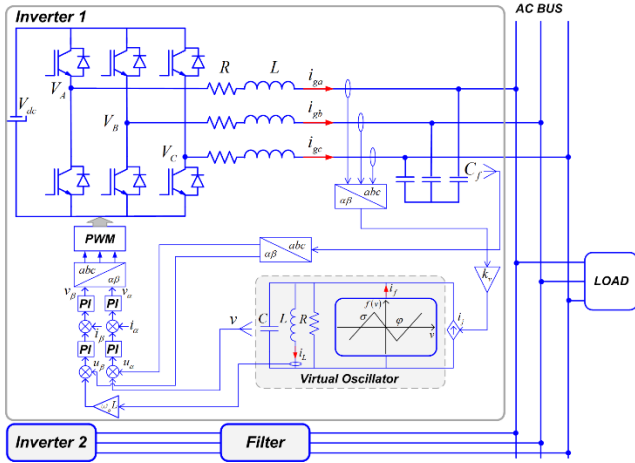 Inverter 1
AC BUS
V_dc
V_A
V_B
V_C
R
L
i_ga
i_gb
i_gc
C_f
abc
αβ
PWM
abc
αβ
abc
αβ
k_v
v_β
v_α
PI
PI
i_β
i_α
PI
PI
u_β
u_α
v
C
L
R
i_L
i_f
f(v)
σ
φ
v
i_i
Virtual Oscillator
L
LOAD
Inverter 2
Filter